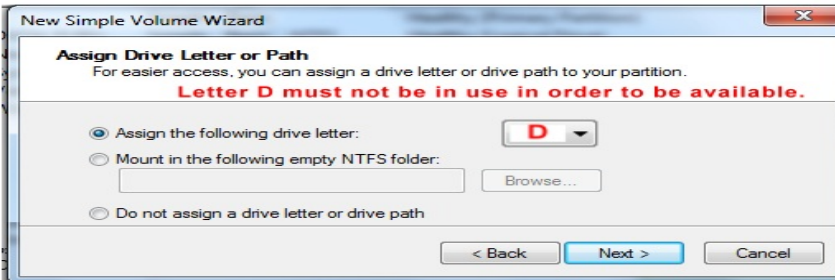 New Simple Volume Wizard
Assign Drive Letter or Path
For easier access, you can assign a drive letter or drive path to your partition.
Letter D must not be in use in order to be available.
Assign the following drive letter: D
Mount in the following empty NTFS folder:
Browse...
Do not assign a drive letter or drive path
< Back Next > Cancel